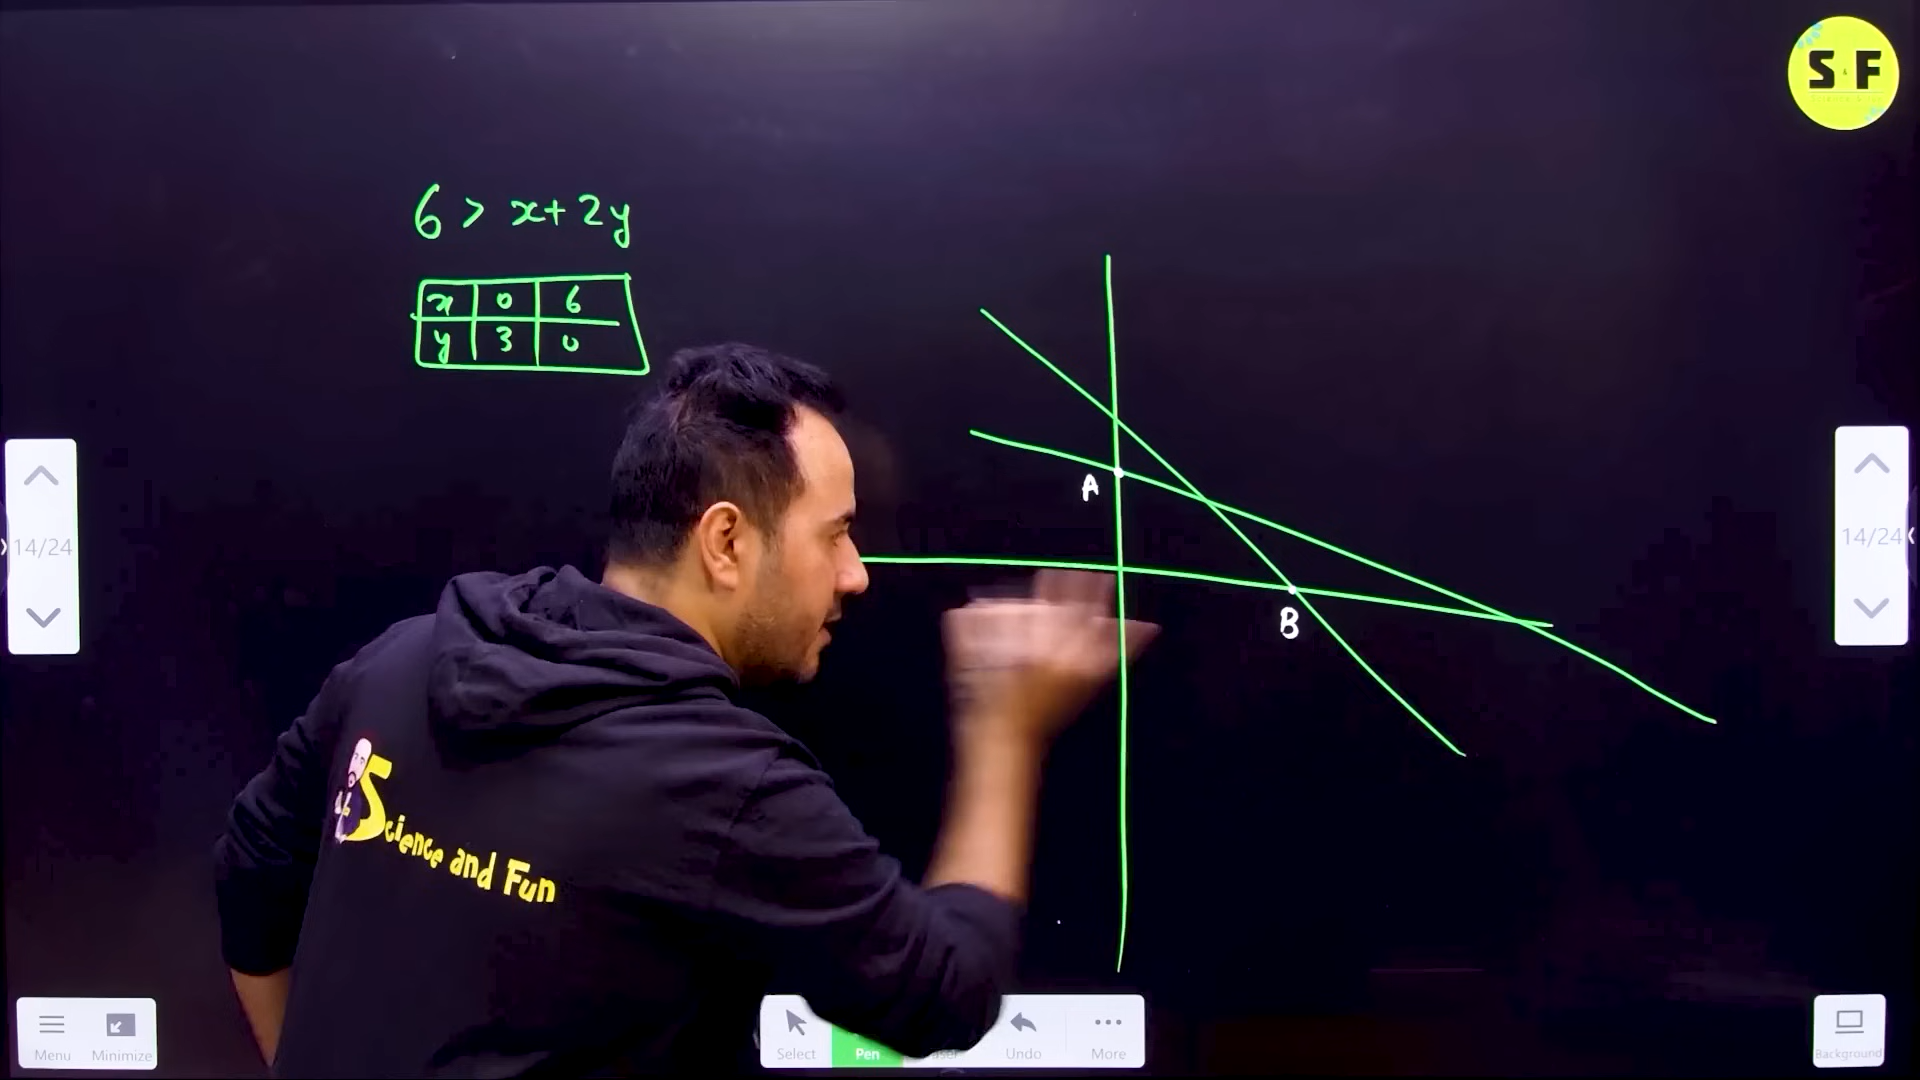 S & F
6 > x + 2y
x 0 6
y 3 0
A
B
14/24
14/24
Science and Fun
Menu
Minimize
Select
Pen
Undo
More
Background